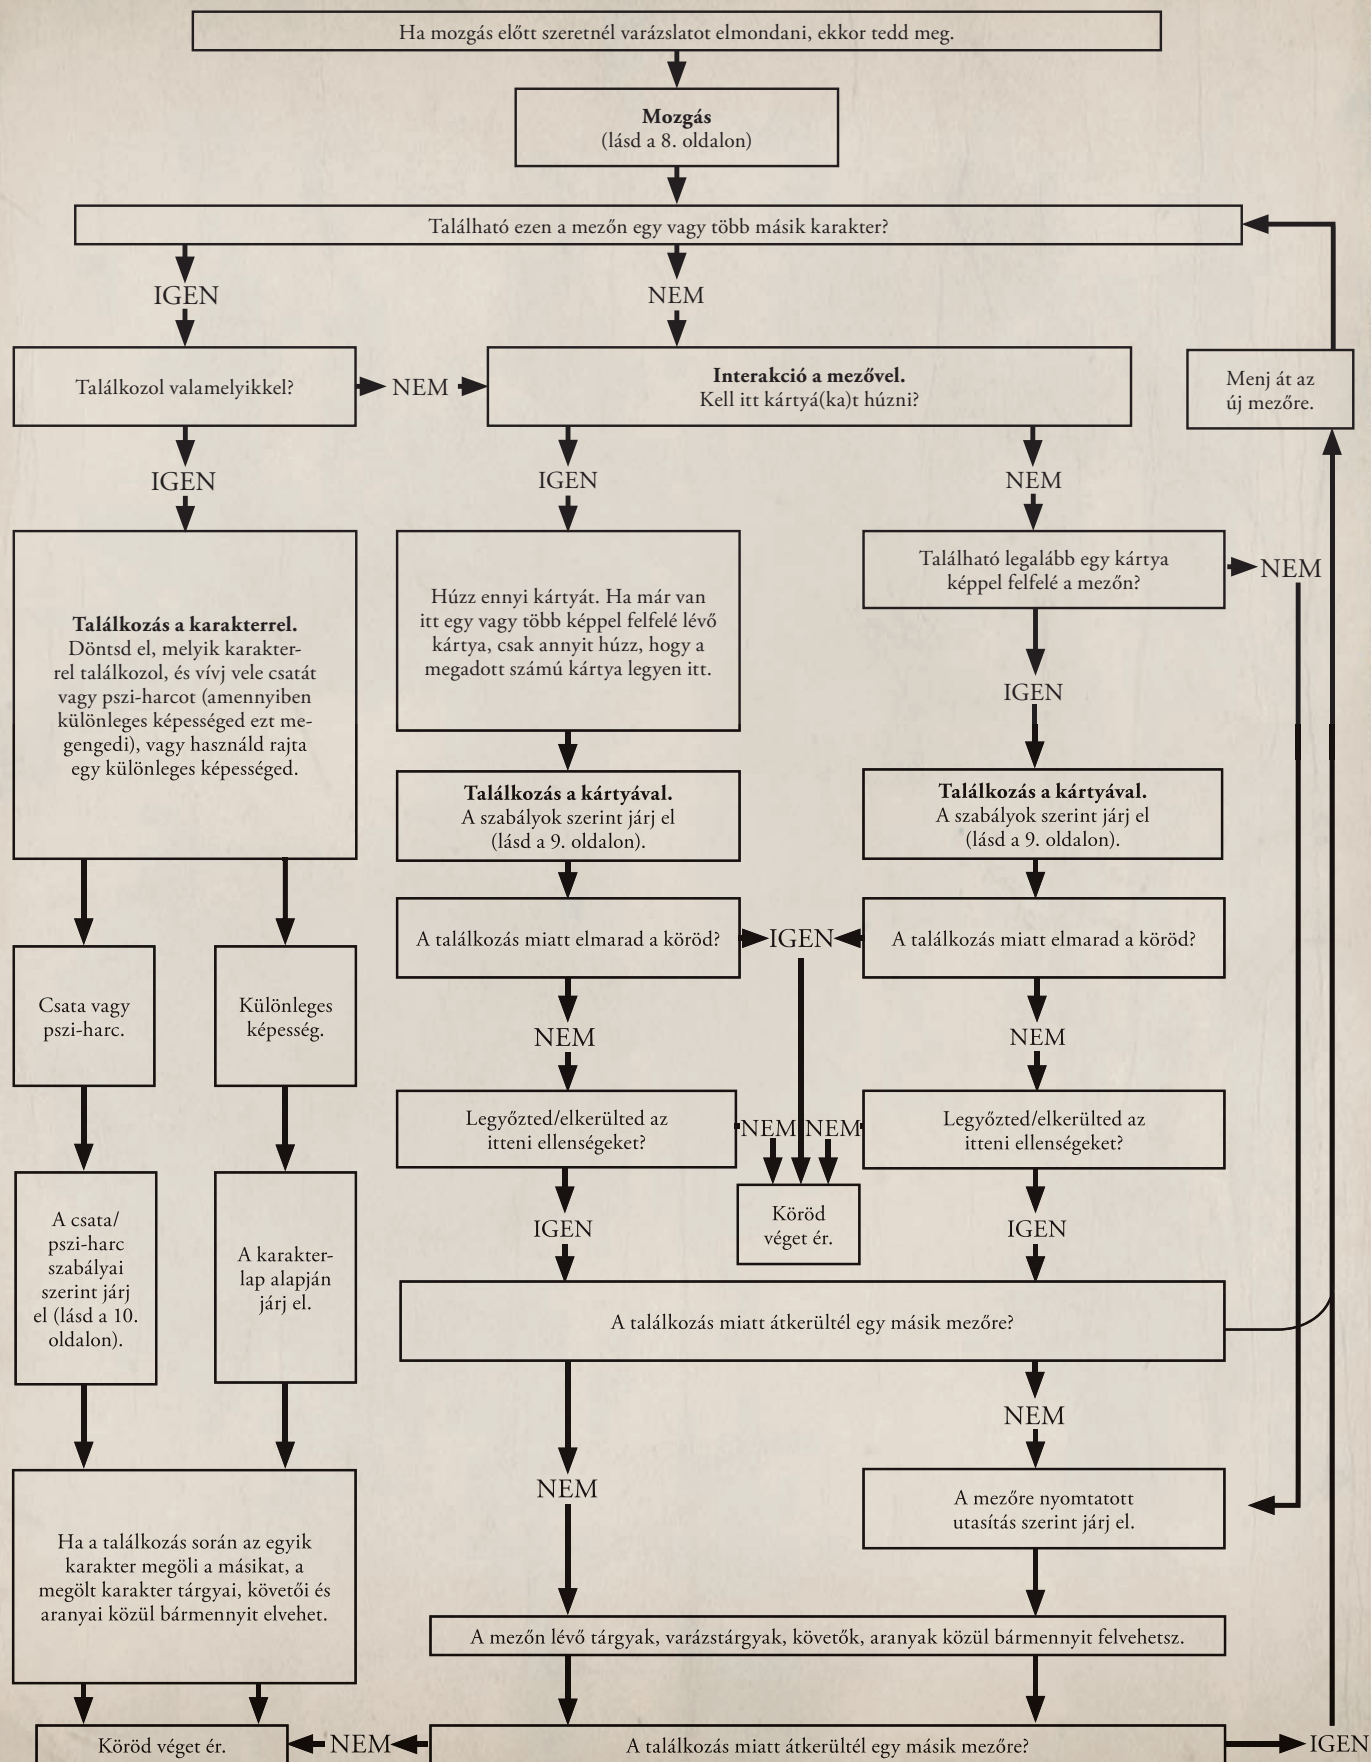 Ha mozgás előtt szeretnél varázslatot elmondani, ekkor tedd meg.
Mozgás
(lásd a 8. oldalon)
Található ezen a mezőn egy vagy több másik karakter?
IGEN
NEM
Találkozol valamelyikkel?
NEM
Interakció a mezővel.
Kell itt kártyá(ka)t húzni?
Menj át az
új mezőre.
IGEN
IGEN
NEM
Található legalább egy kártya
képpel felfelé a mezőn?
NEM
Találkozás a karakterrel.
Döntsd el, melyik karakter-
rel találkozol, és vívj vele csatát
vagy pszi-harcot (amennyiben
különleges képességed ezt me-
gengedi), vagy használd rajta
egy különleges képességed.
Húzz ennyi kártyát. Ha már van
itt egy vagy több képpel felfelé lévő
kártya, csak annyit húzz, hogy a
megadott számú kártya legyen itt.
IGEN
Találkozás a kártyával.
A szabályok szerint járj el
(lásd a 9. oldalon).
Találkozás a kártyával.
A szabályok szerint járj el
(lásd a 9. oldalon).
A találkozás miatt elmarad a köröd?
IGEN
A találkozás miatt elmarad a köröd?
Csata vagy
pszi-harc.
Különleges
képesség.
NEM
NEM
Legyőzted/elkerülted az
itteni ellenségeket?
NEM
NEM
Legyőzted/elkerülted az
itteni ellenségeket?
A csata/
pszi-harc
szabályai
szerint járj
el (lásd a 10.
oldalon).
A karakter-
lap alapján
járj el.
IGEN
Köröd
véget ér.
IGEN
A találkozás miatt átkerültél egy másik mezőre?
NEM
NEM
A mezőre nyomtatott
utasítás szerint járj el.
Ha a találkozás során az egyik
karakter megöli a másikat, a
megölt karakter tárgyai, követői és
aranyai közül bármennyit elvehet.
A mezőn lévő tárgyak, varázstárgyak, követők, aranyak közül bármennyit felvehetsz.
Köröd véget ér.
NEM
A találkozás miatt átkerültél egy másik mezőre?
IGEN